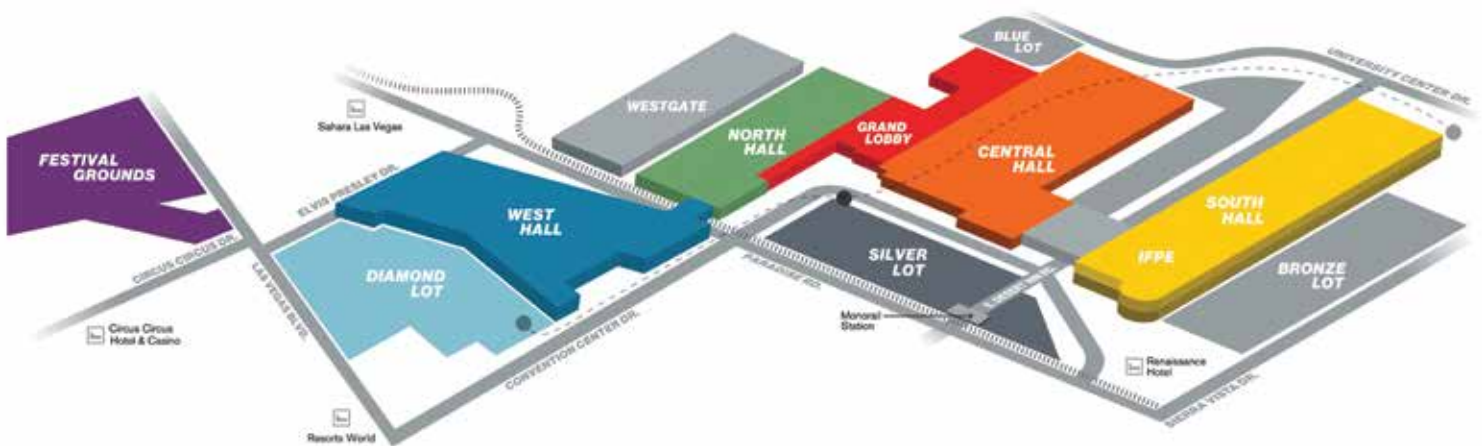 BLUE
LOT
UNIVERSITY CENTER DR.
WESTGATE
Sahara Las Vegas
NORTH
HALL
GRAND
LOBBY
CENTRAL
HALL
FESTIVAL
GROUNDS
ELVIS PRESLEY DR.
WEST
HALL
SOUTH
HALL
IFPE
CIRCUS CIRCUS DR.
LAS VEGAS BLVD.
DIAMOND
LOT
SILVER
LOT
PARADISE RD.
E. DESERT INN RD.
BRONZE
LOT
Monorail
Station
Circus Circus
Hotel & Casino
CONVENTION CENTER DR.
Renaissance
Hotel
SIERRA VISTA DR.
Resorts World